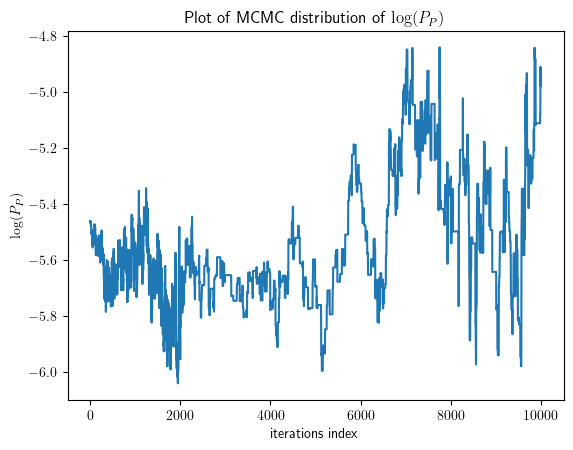 Plot of MCMC distribution of log(P_P)
log(P_P)
−4.8
−5.0
−5.2
−5.4
−5.6
−5.8
−6.0
0 2000 4000 6000 8000 10000
iterations index